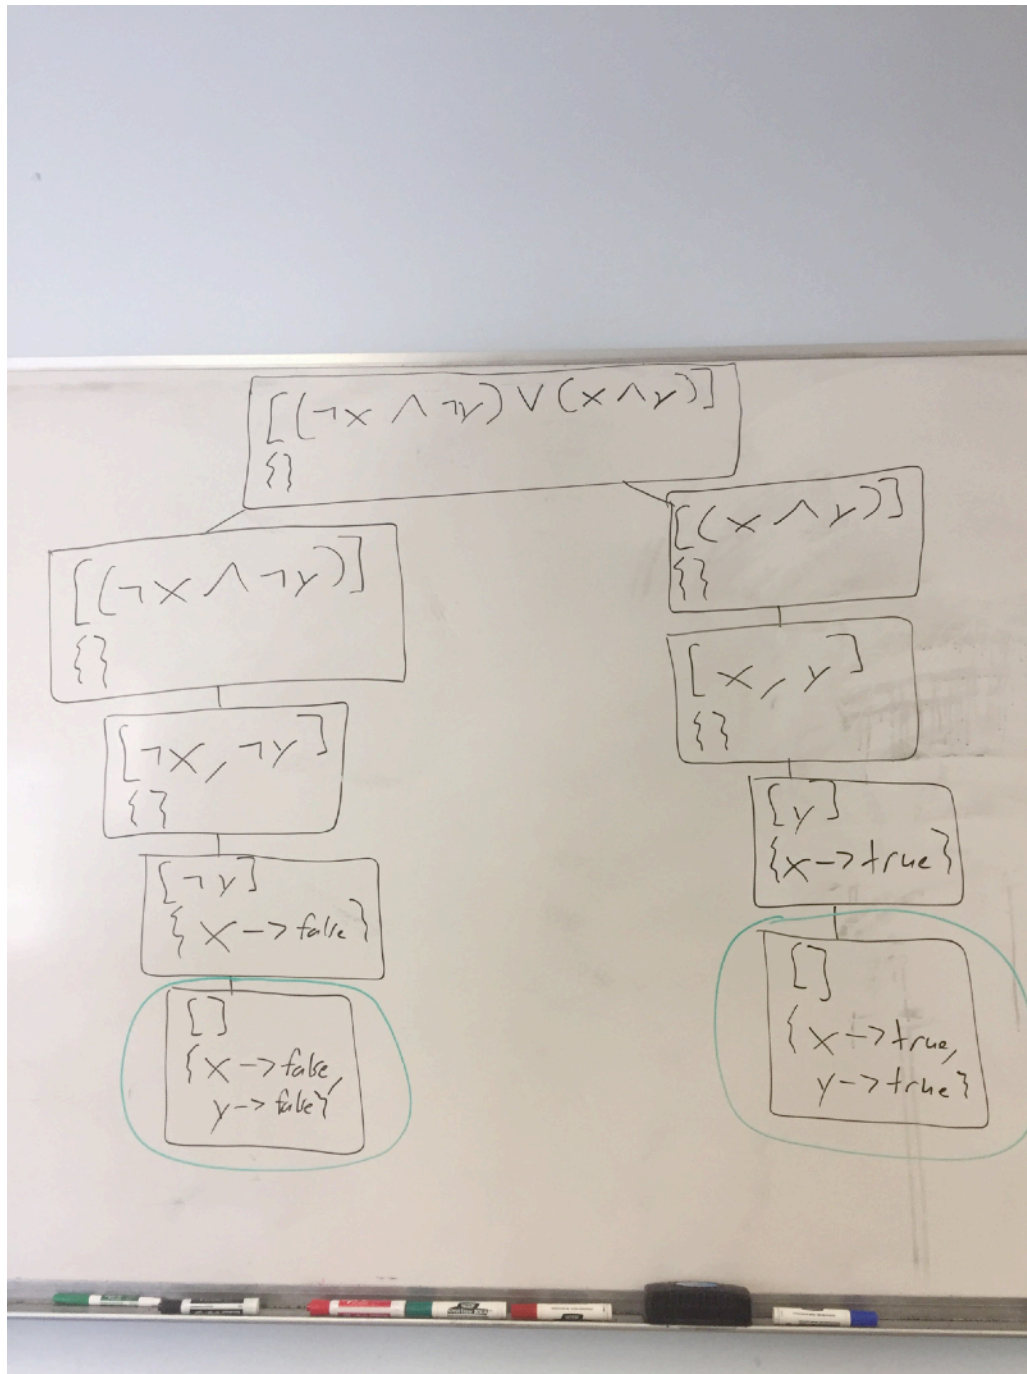 [(¬x ∧ ¬y) ∨ (x ∧ y)]
{}
[(¬x ∧ ¬y)]
{}
[¬x, ¬y]
{}
[¬y]
{x -> false}
[]
{x -> false,
y -> false}
[(x ∧ y)]
{}
[x, y]
{}
[y]
{x -> true}
[]
{x -> true,
y -> true}